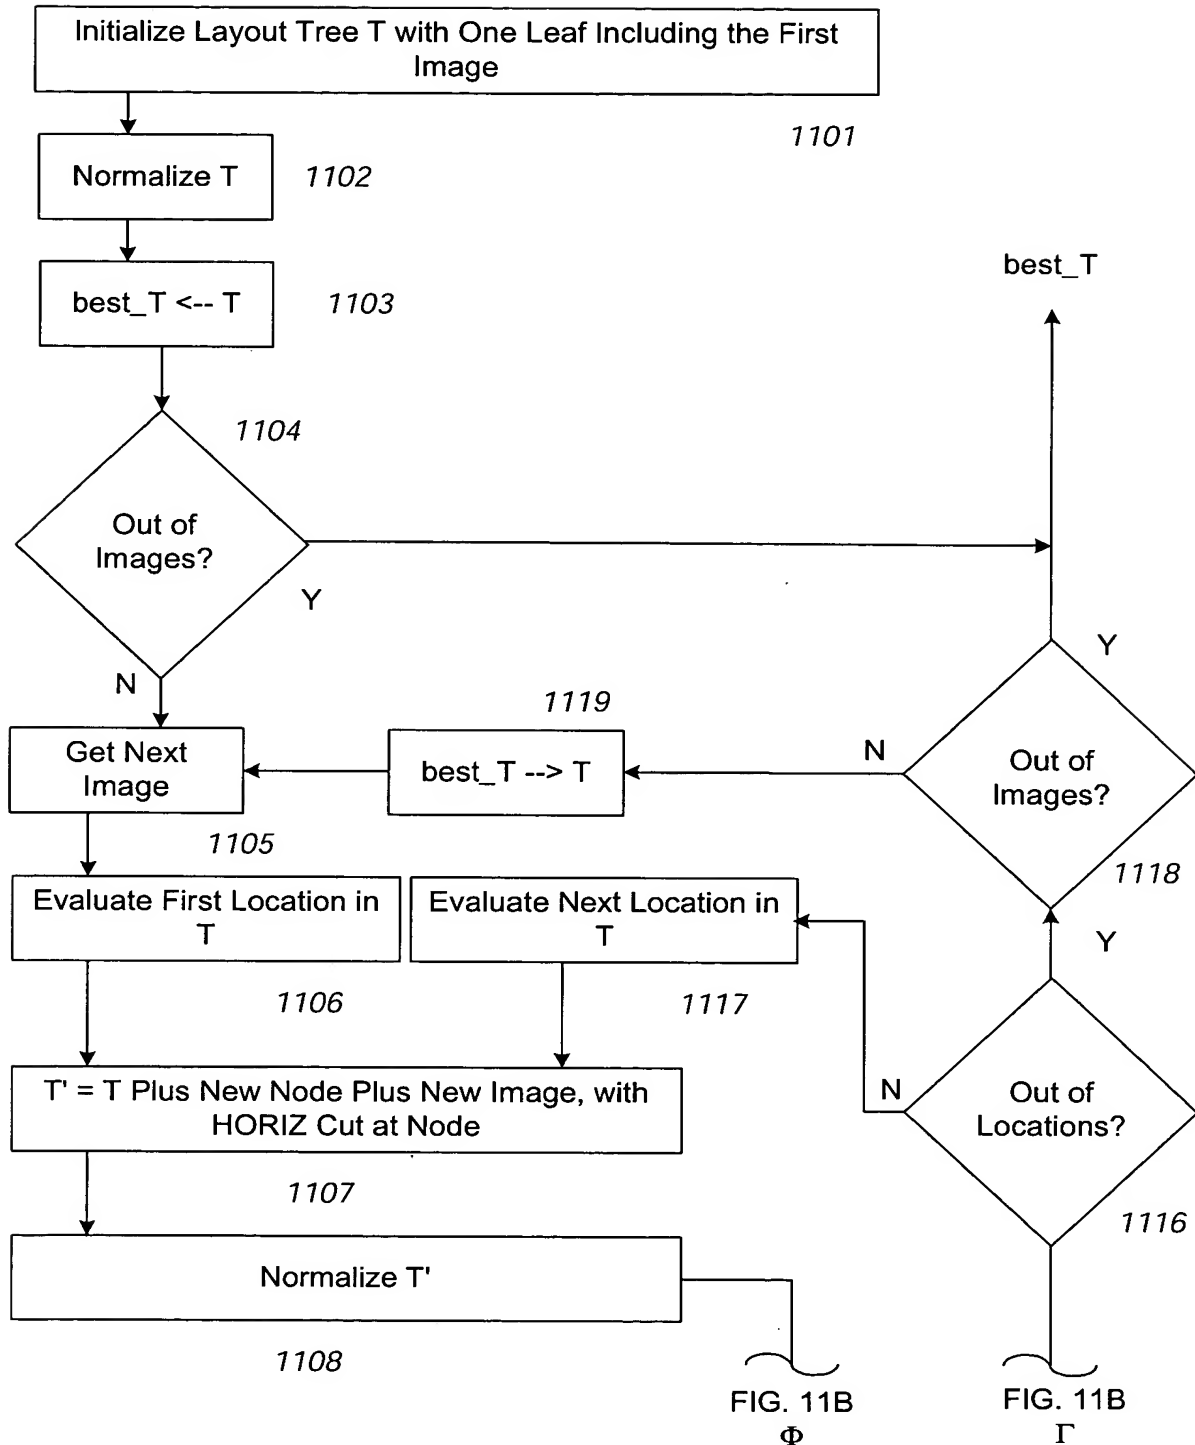 Initialize Layout Tree T with One Leaf Including the First
Image
1101
Normalize T
1102
best_T <-- T
1103
best_T
1104
Out of
Images?
Y
N
1119
Y
Get Next
Image
best_T --> T
N
Out of
Images?
1105
1118
Evaluate First Location in
T
Evaluate Next Location in
T
Y
1106
1117
T' = T Plus New Node Plus New Image, with
HORIZ Cut at Node
N
Out of
Locations?
1107
1116
Normalize T'
1108
FIG. 11B
Φ
FIG. 11B
Γ